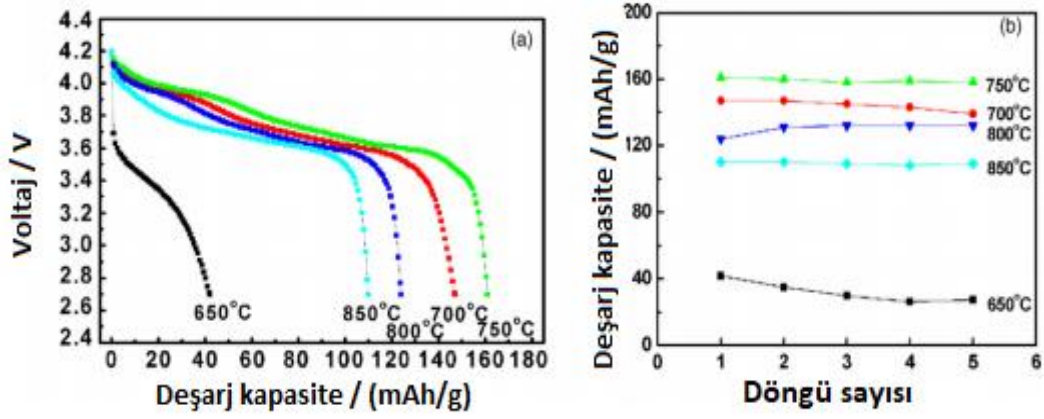 (a)
Voltaj / V
4.4
4.2
4.0
3.8
3.6
3.4
3.2
3.0
2.8
2.6
2.4
650°C
850°C
800°C
700°C
750°C
0 20 40 60 80 100 120 140 160 180
Deşarj kapasite / (mAh/g)
(b)
Deşarj kapasite / (mAh/g)
200
160
120
80
40
0
750°C
700°C
800°C
850°C
650°C
0 1 2 3 4 5 6
Döngü sayısı